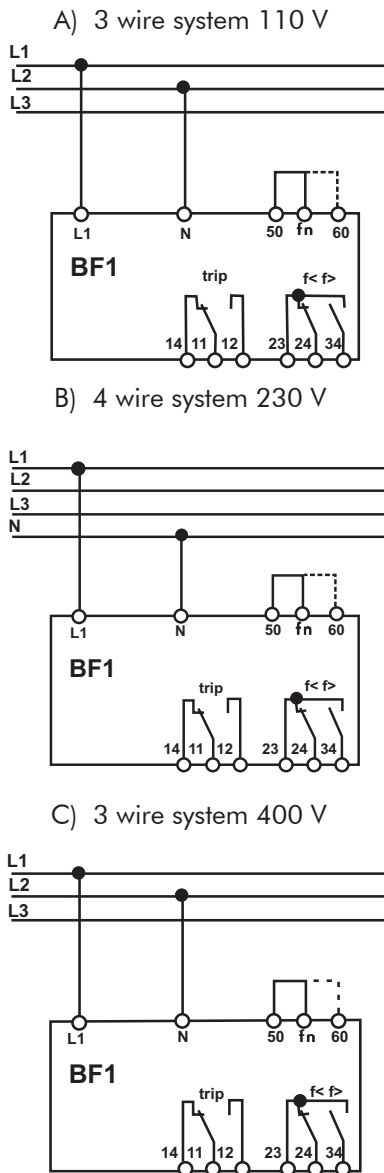 A) 3 wire system 110 V
L1
L2
L3
L1 N 50 fn 60
BF1
trip f< f>
14 11 12 23 24 34
B) 4 wire system 230 V
L1
L2
L3
N
L1 N 50 fn 60
BF1
trip f< f>
14 11 12 23 24 34
C) 3 wire system 400 V
L1
L2
L3
L1 N 50 fn 60
BF1
trip f< f>
14 11 12 23 24 34